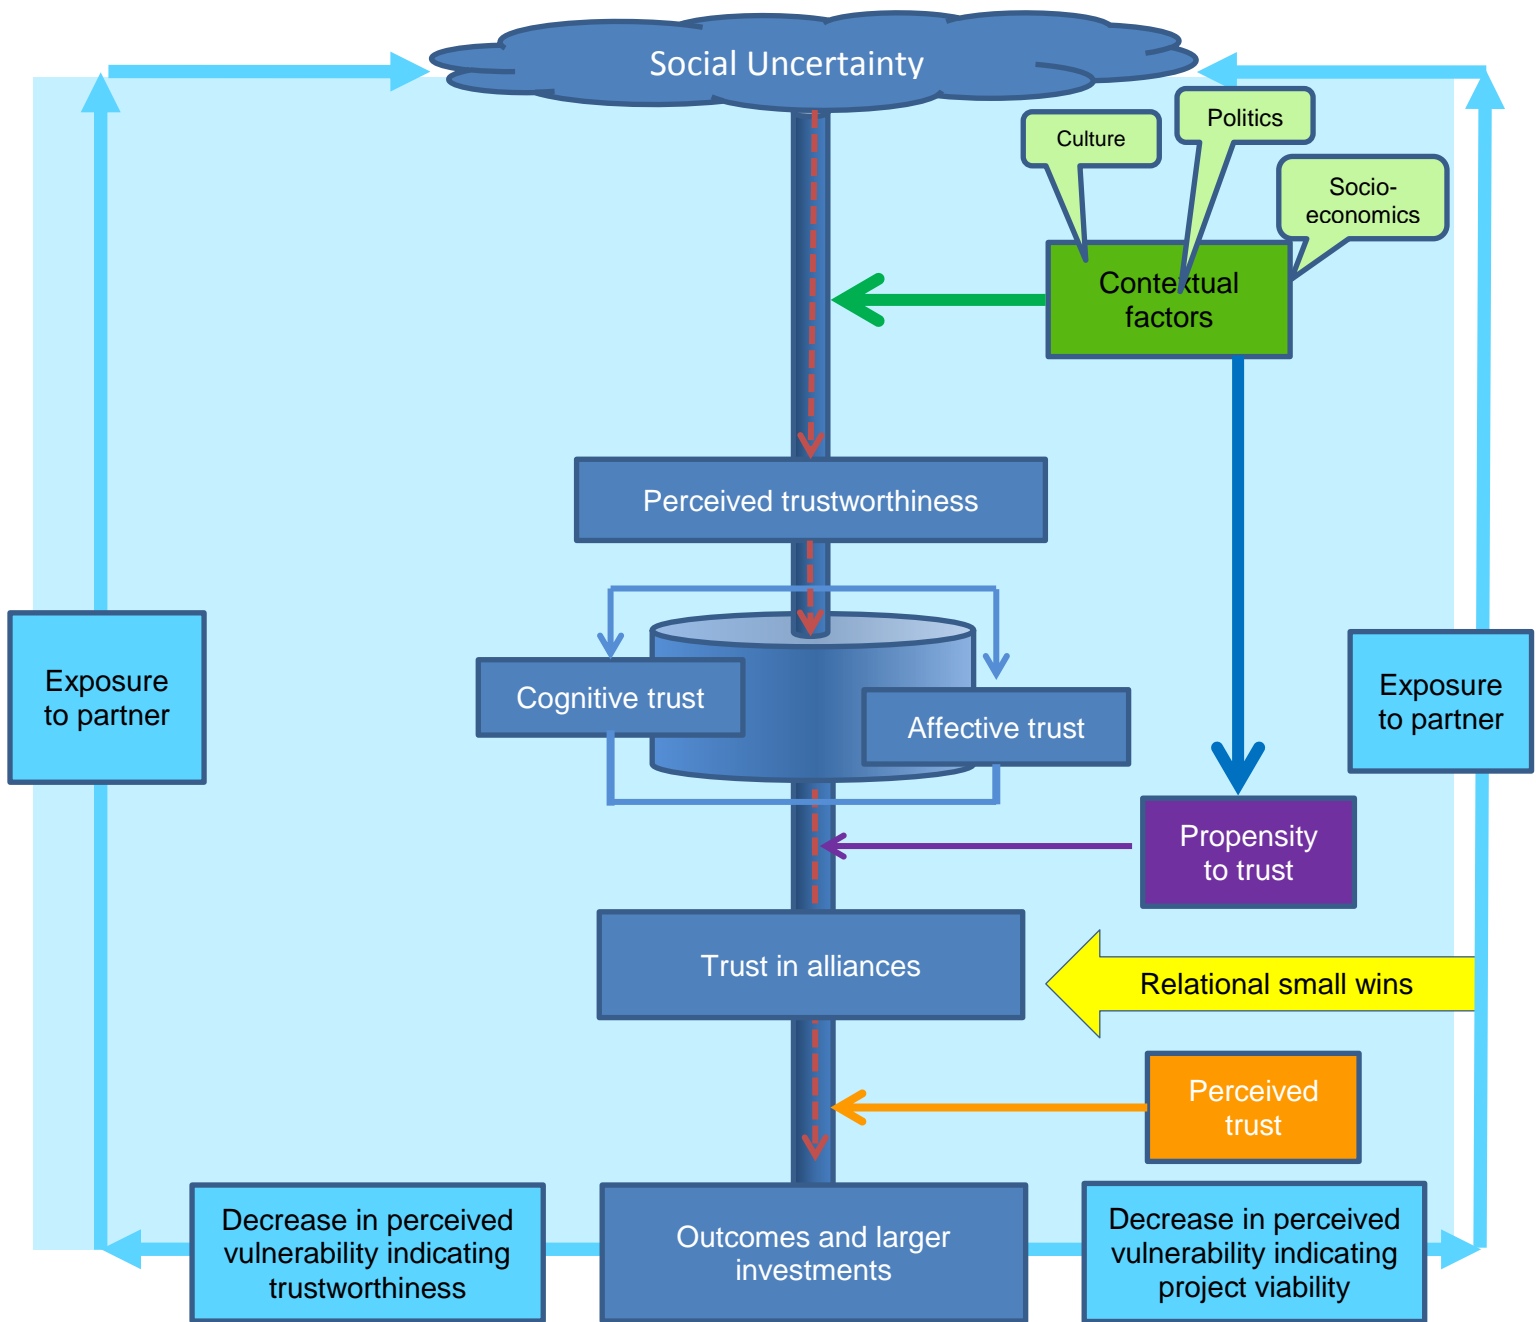 Social Uncertainty
Culture
Politics
Socio-
economics
Contextual
factors
Perceived trustworthiness
Exposure
to partner
Cognitive trust
Affective trust
Exposure
to partner
Propensity
to trust
Trust in alliances
Relational small wins
Perceived
trust
Decrease in perceived
vulnerability indicating
trustworthiness
Outcomes and larger
investments
Decrease in perceived
vulnerability indicating
project viability